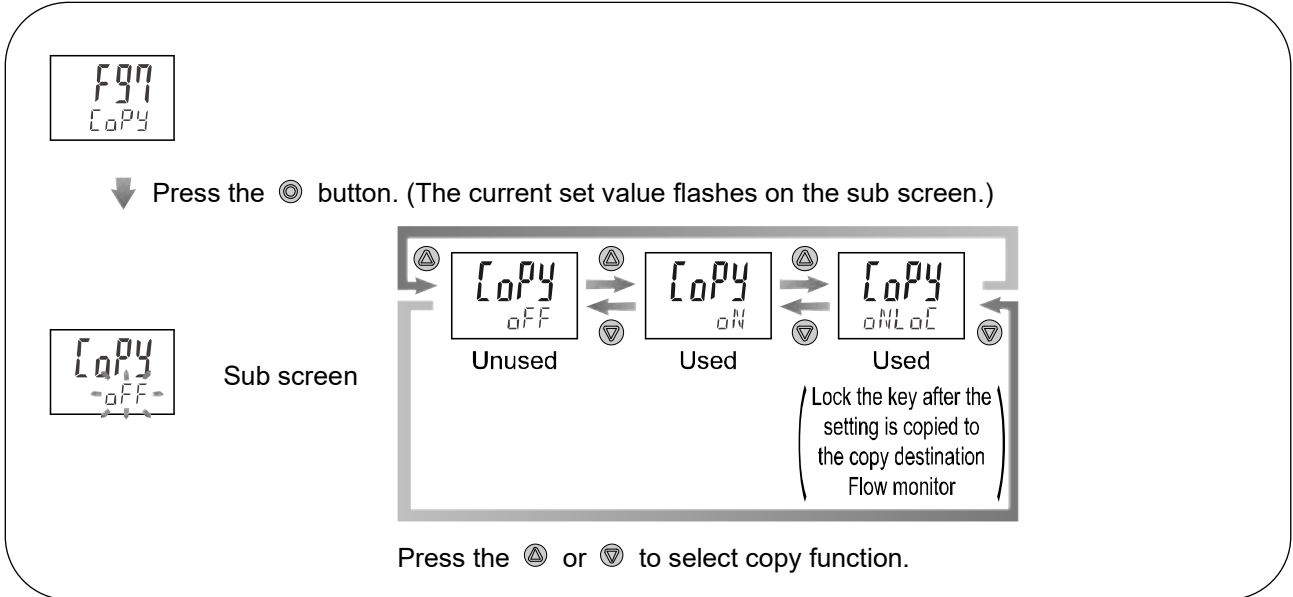 F97
CoPY
Press the button. (The current set value flashes on the sub screen.)
CoPY CoPY CoPY
oFF oN oNLoC
Unused Used Used
CoPY
oFF
Sub screen
Lock the key after the
setting is copied to
the copy destination
Flow monitor
Press the or to select copy function.